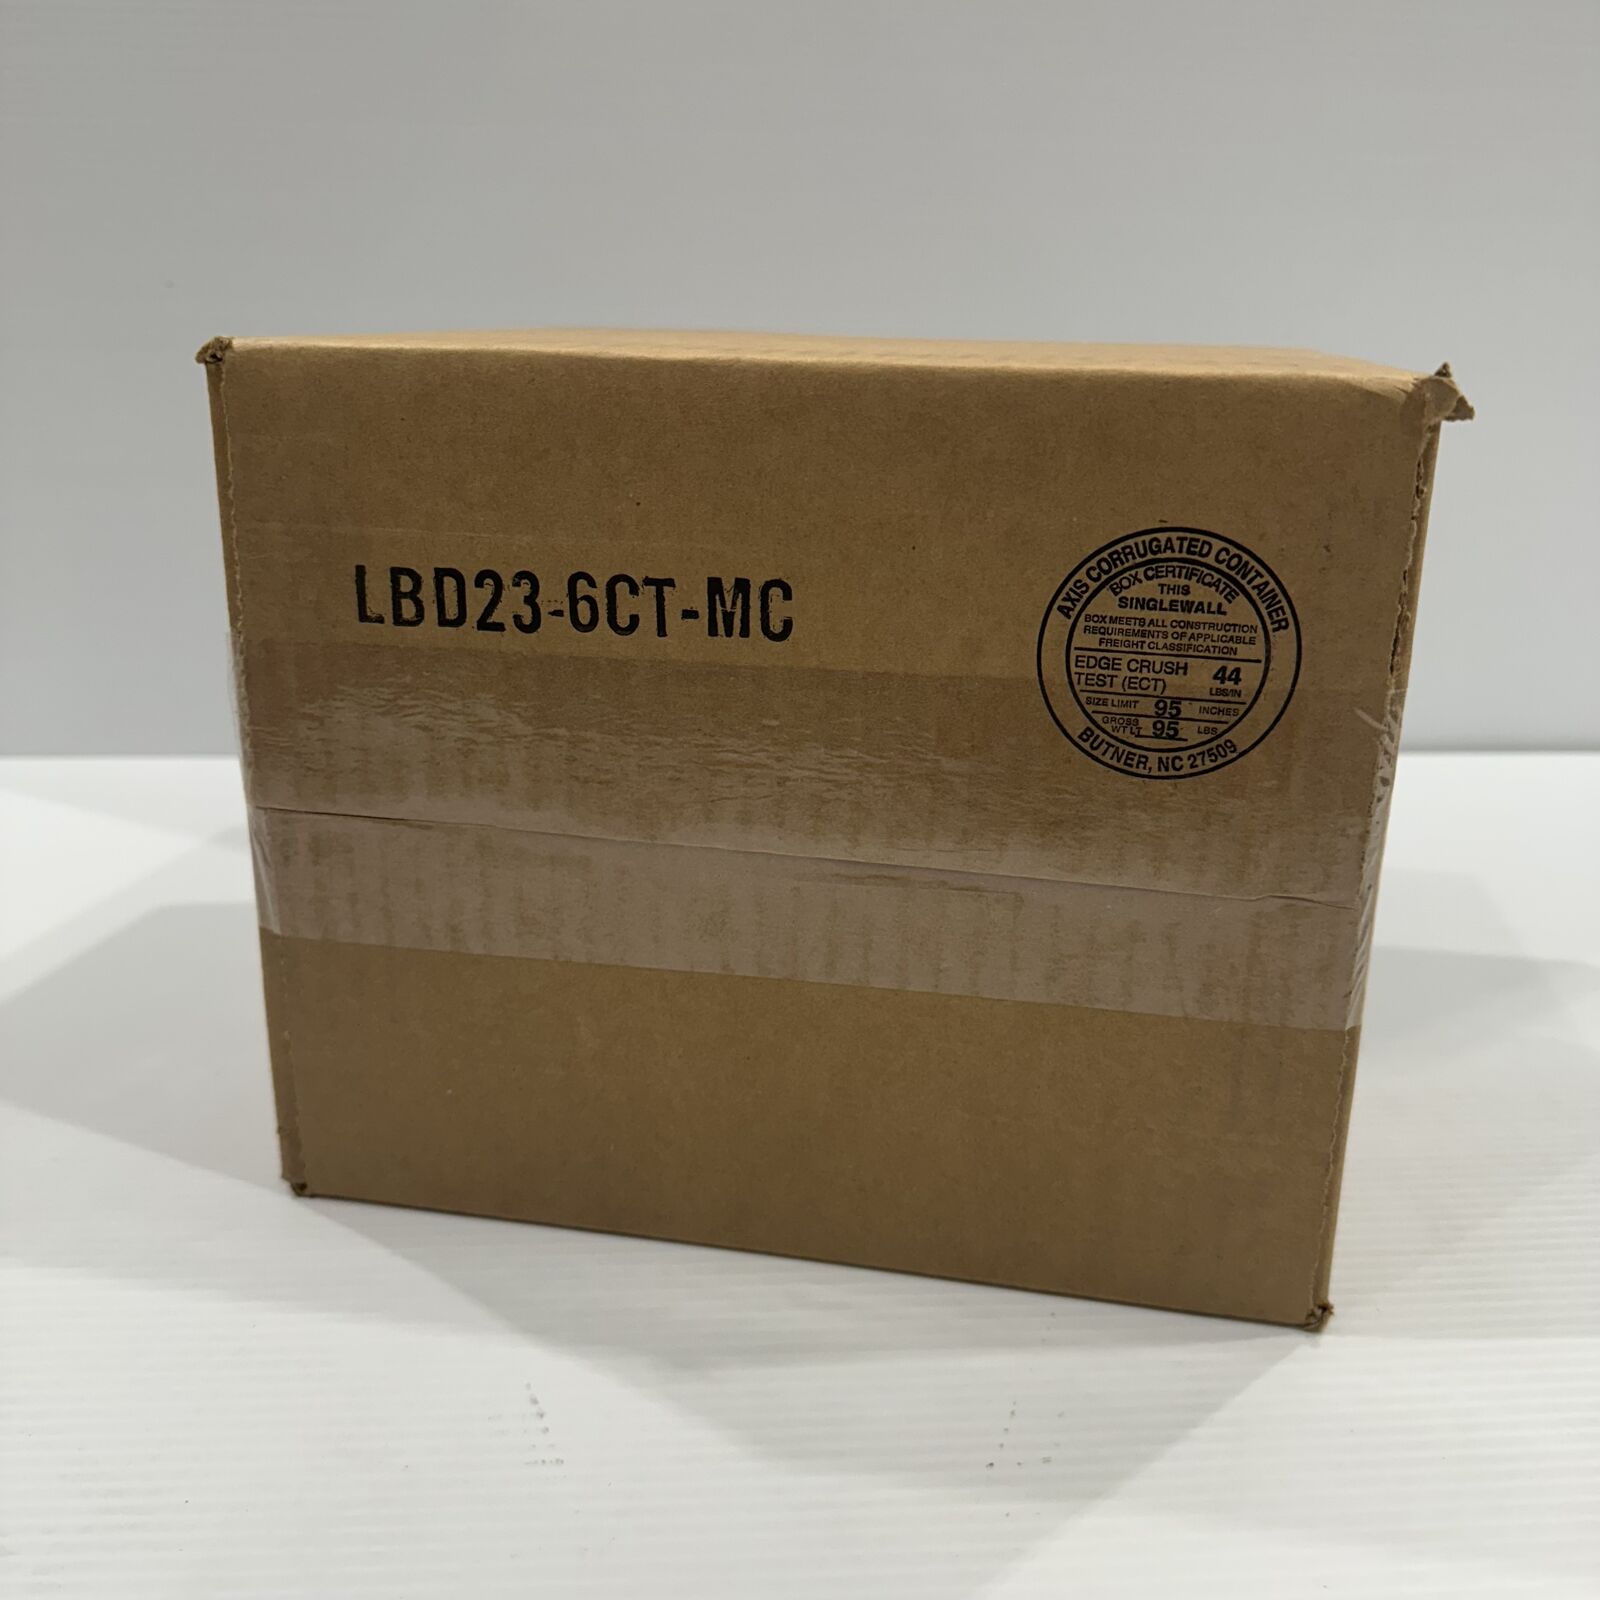 LBD23-6CT-MC
AXIS CORRUGATED CONTAINER
BOX CERTIFICATE
THIS
SINGLEWALL
BOX MEETS ALL CONSTRUCTION
REQUIREMENTS OF APPLICABLE
FREIGHT CLASSIFICATION
EDGE CRUSH TEST (ECT) 44 LBS/IN
SIZE LIMIT 95 INCHES
GROSS WT LT 95 LBS
BUTNER, NC 27509